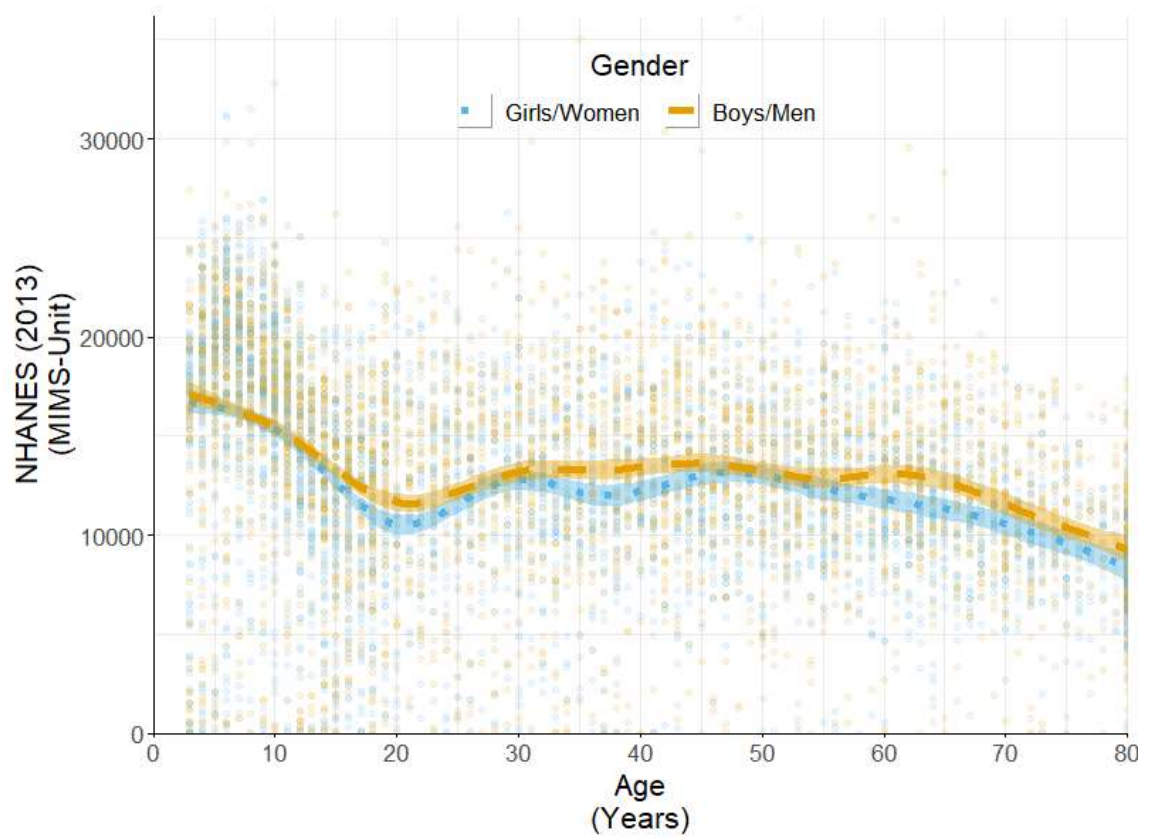 Gender
Girls/Women Boys/Men
NHANES (2013)
(MIMS-Unit)
30000
20000
10000
0
0 10 20 30 40 50 60 70 80
Age
(Years)